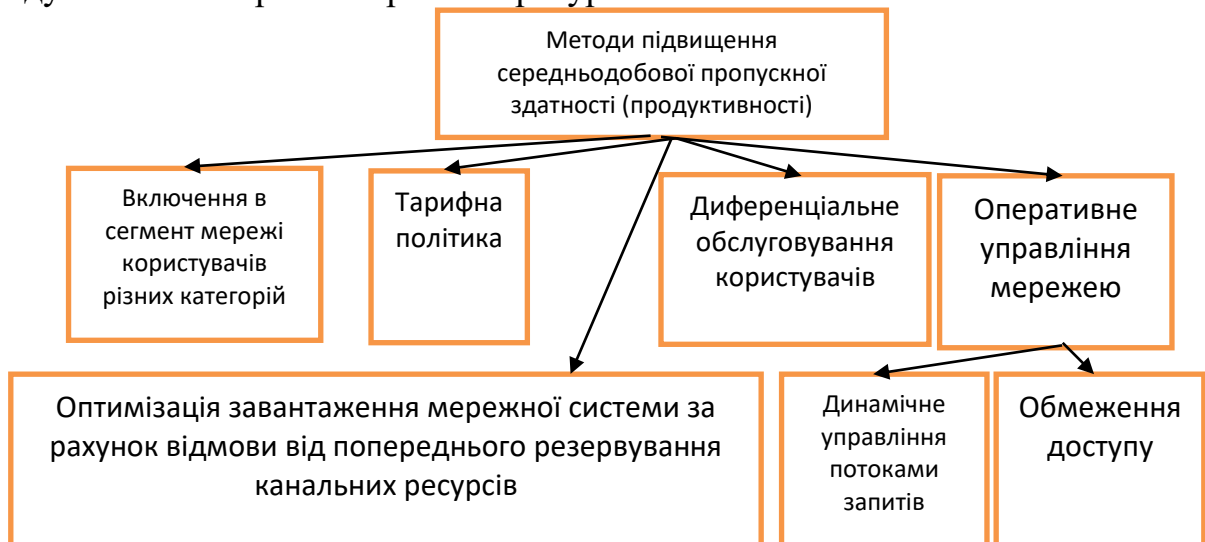 Методи підвищення
середньодобової пропускної
здатності (продуктивності)
Включення в
сегмент мережі
користувачів
різних категорій
Тарифна
політика
Диференціальне
обслуговування
користувачів
Оперативне
управління
мережею
Оптимізація завантаження мережної системи за
рахунок відмови від попереднього резервування
канальних ресурсів
Динамічне
управління
потоками
запитів
Обмеження
доступу